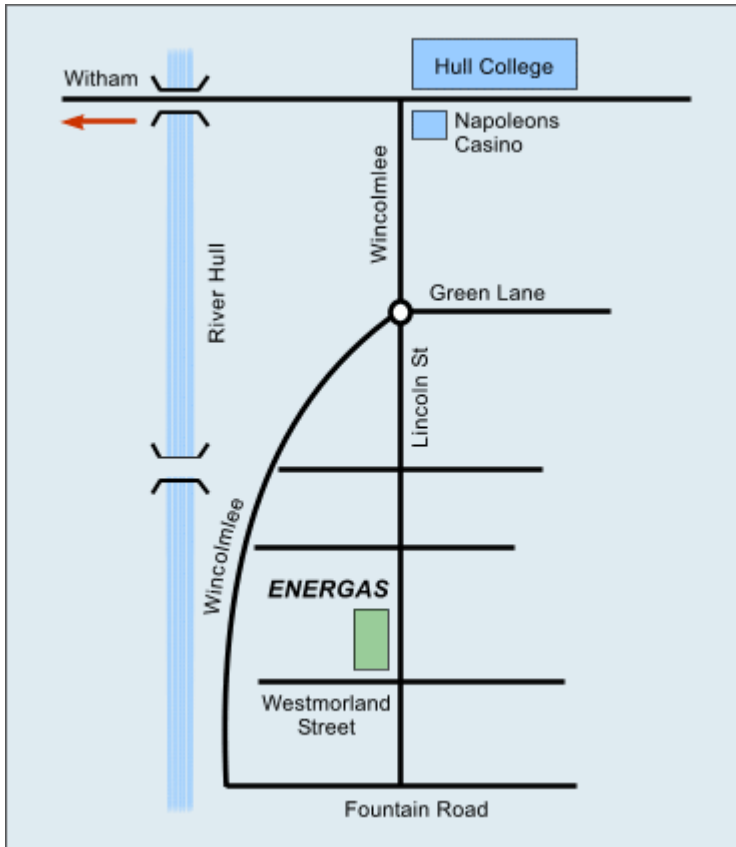 Hull College
Witham
Napoleons
Casino
Wincolmlee
River Hull
Green Lane
Lincoln St
Wincolmlee
ENERGAS
Westmorland
Street
Fountain Road